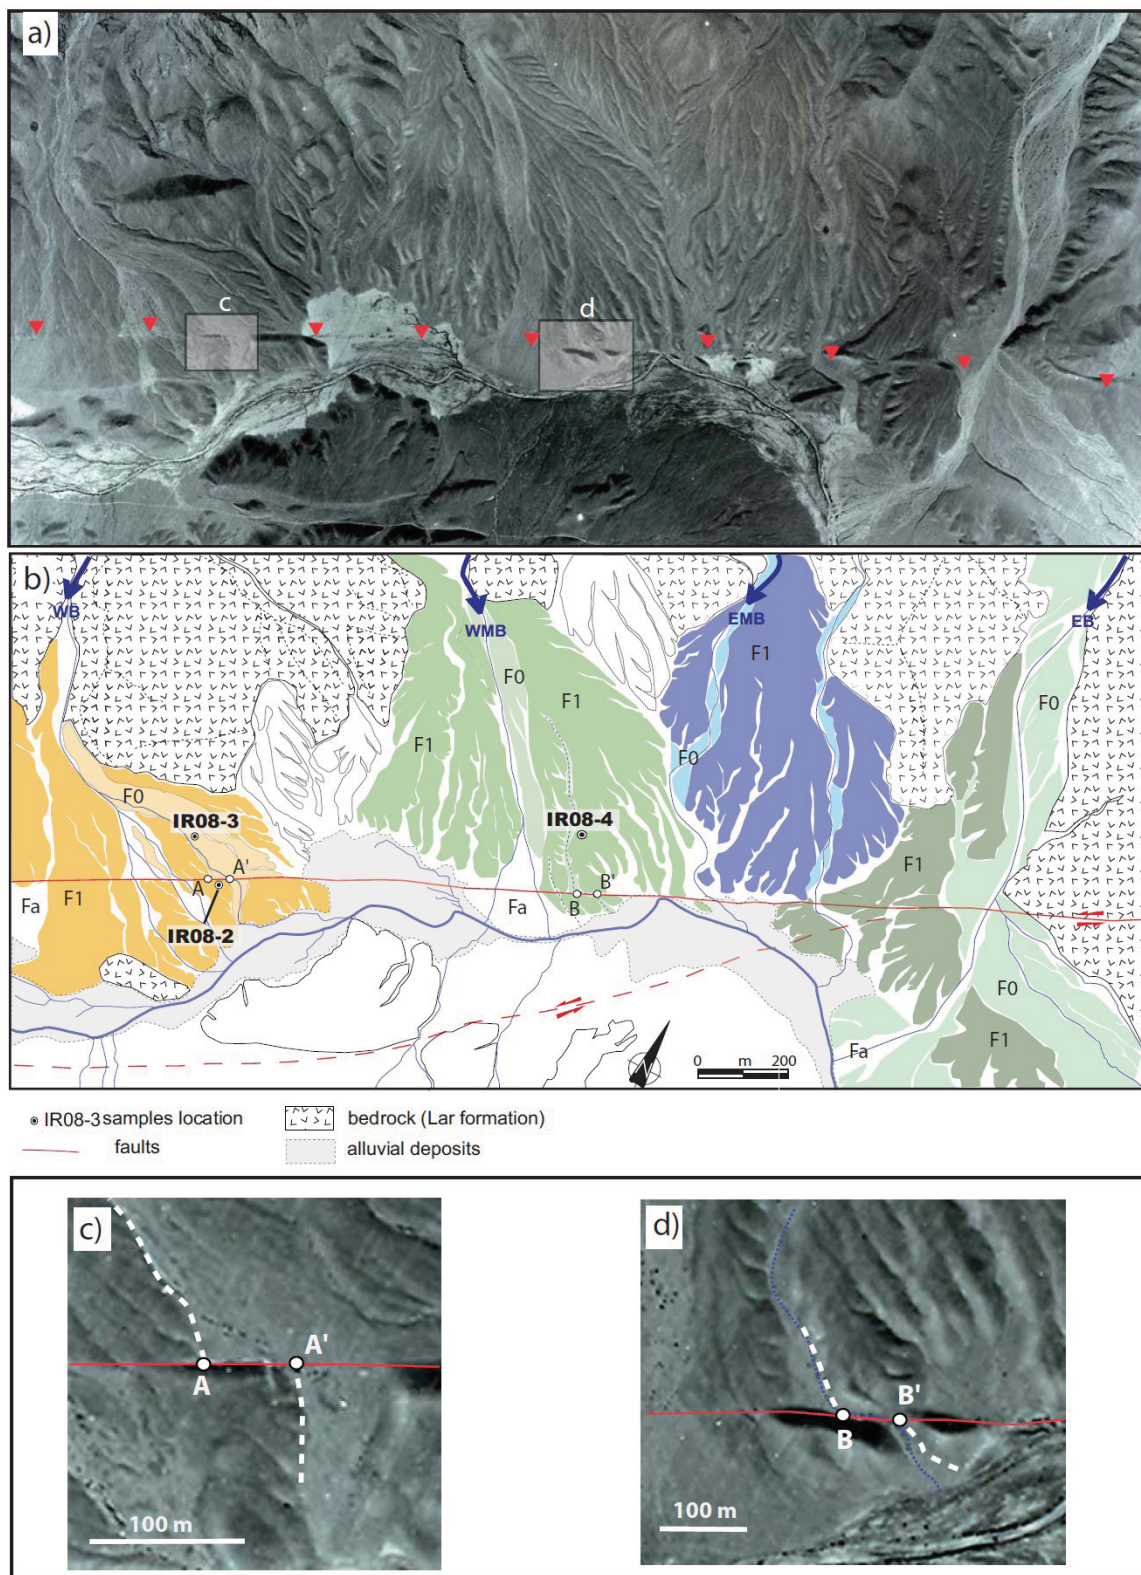 a)
c
d
b)
WB
WMB
EMB
EB
F0
F1
F1
F0
F0
F1
F0
IR08-3
IR08-4
A'
A
F1
B'
B
Fa
F1
Fa
IR08-2
F0
F1
Fa
0 m 200
IR08-3 samples location
bedrock (Lar formation)
faults
alluvial deposits
c)
A'
A
100 m
d)
B'
B
100 m